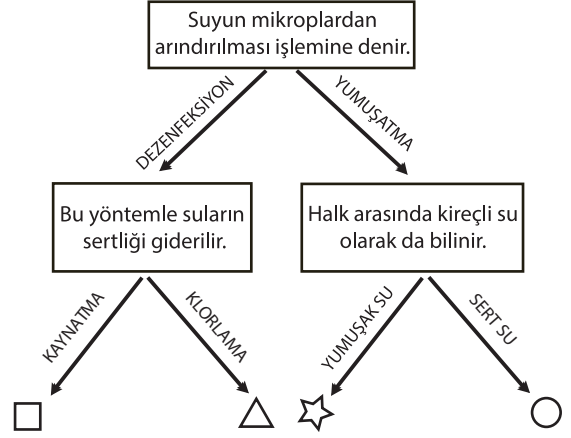 Suyun mikroplardan
arındırılması işlemine denir.
DEZENFEKSİYON
YUMUŞATMA
Bu yöntemle suların
sertliği giderilir.
Halk arasında kireçli su
olarak da bilinir.
KAYNATMA
KLORLAMA
YUMUŞAK SU
SERT SU